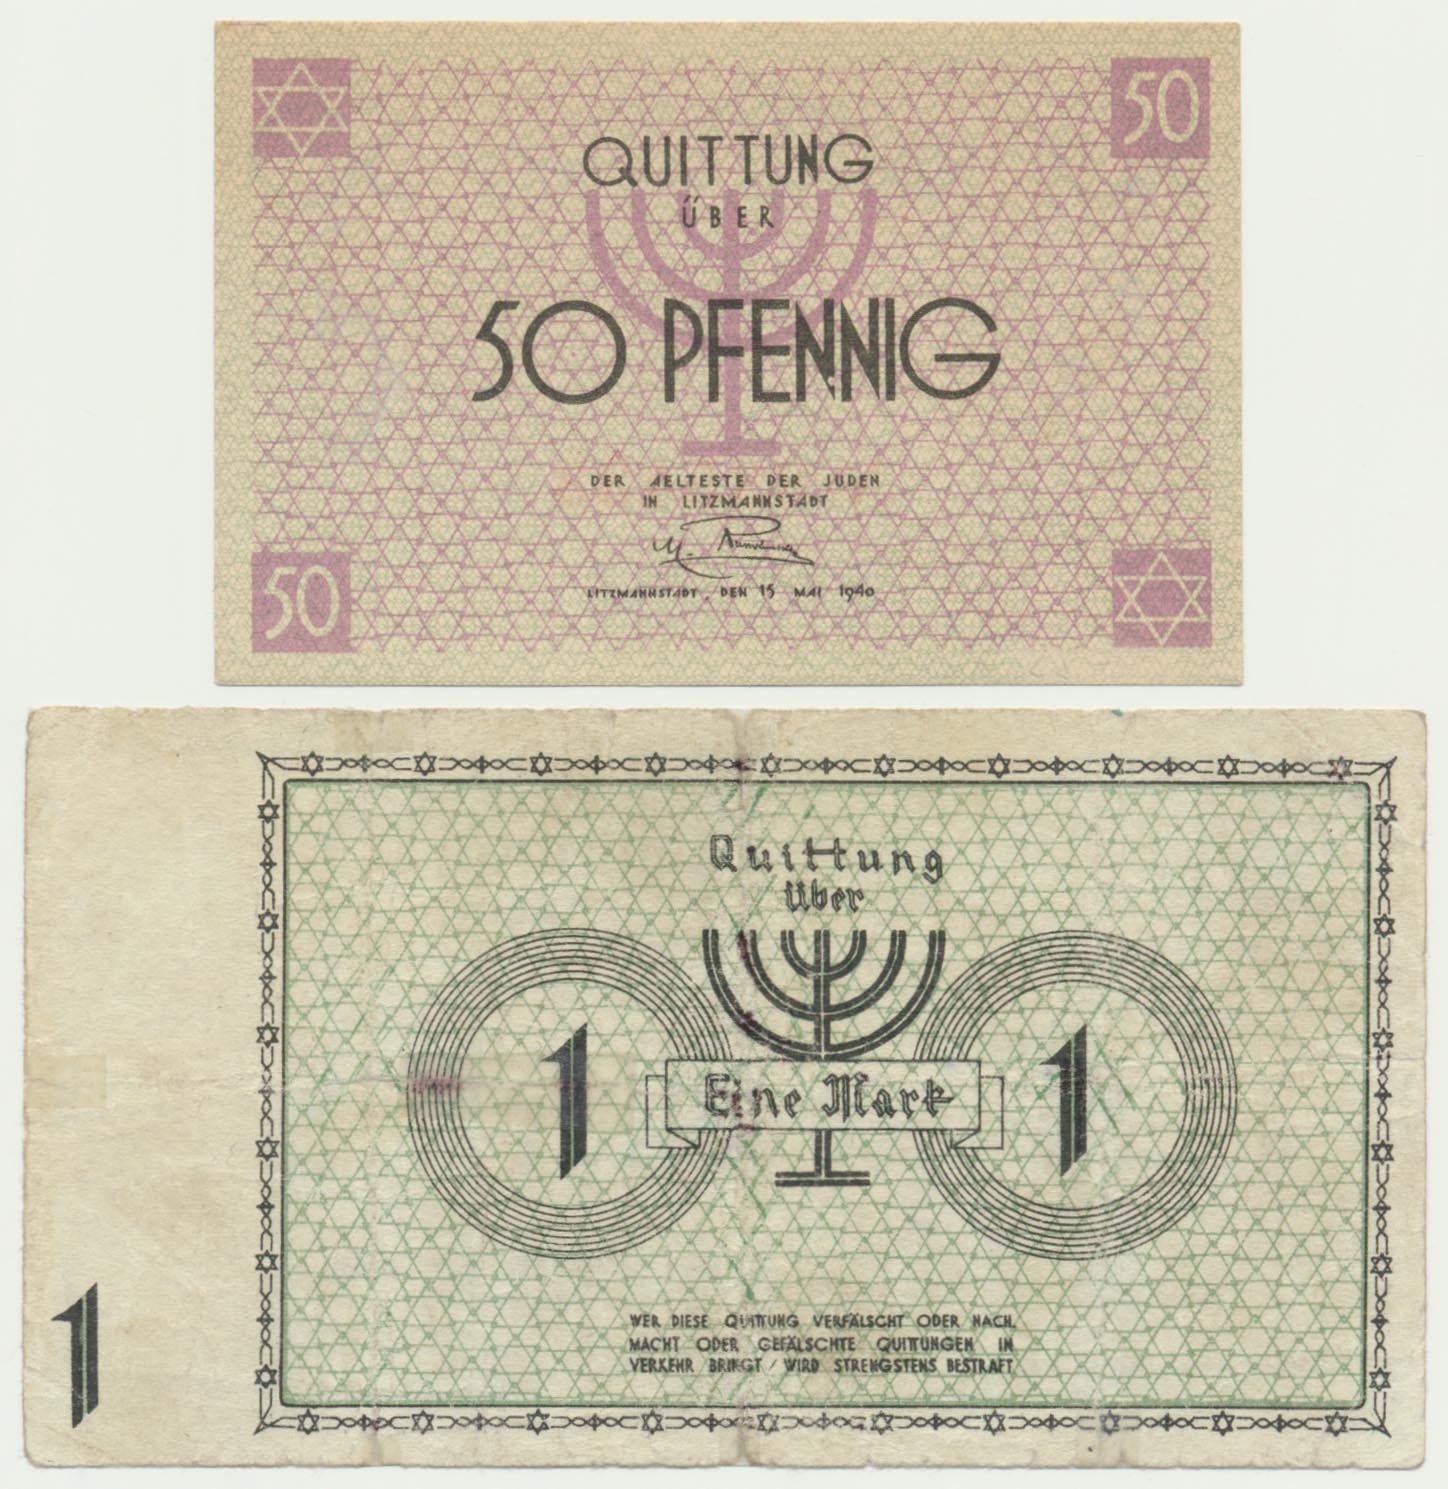 50
QUITTUNG
ÜBER
50 PFENNIG
DER AELTESTE DER JUDEN
IN LITZMANNSTADT
LITZMANNSTADT, DEN 15 MAI 1940
50
Quittung
über
1
Eine Mark
1
1
WER DIESE QUITTUNG VERFÄLSCHT ODER NACH.
MACHT ODER GEFÄLSCHTE QUITTUNGEN IN
VERKEHR BRINGT / WIRD STRENGSTENS BESTRAFT